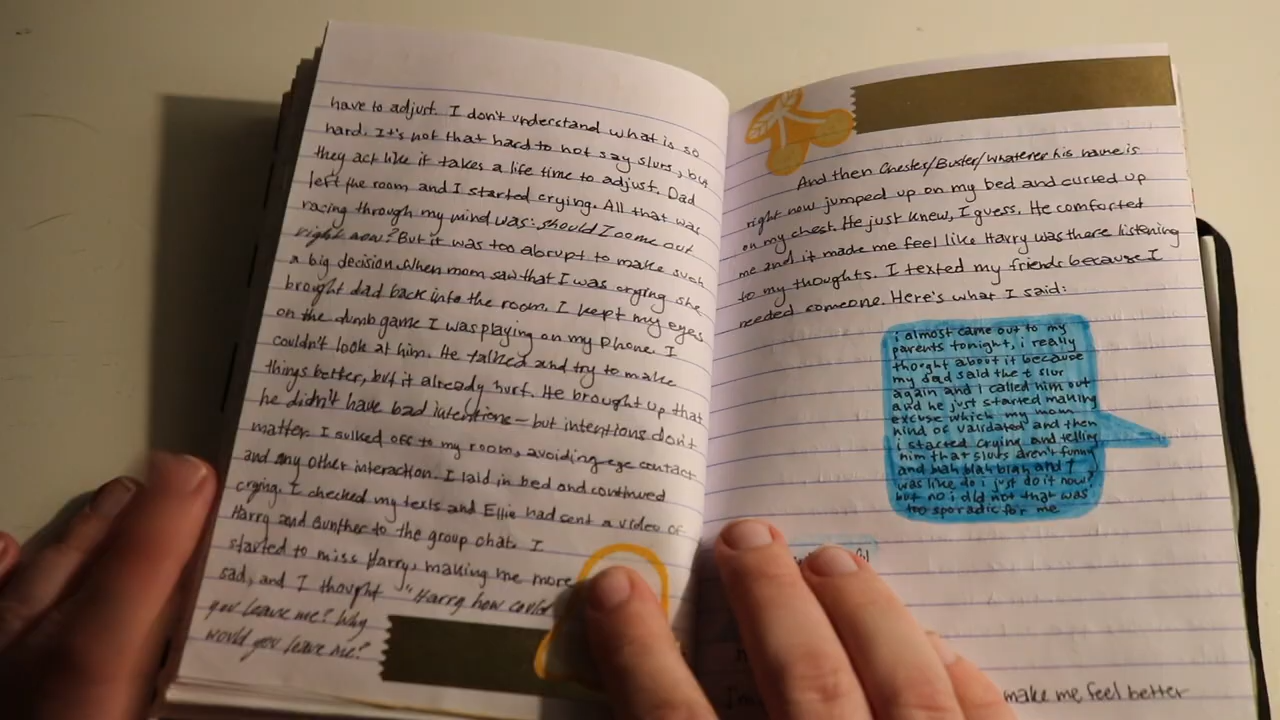 have to adjust. I don't understand what is so
hard. It's not that hard to not say slurs, but
they act like it takes a life time to adjust. Dad
left the room and I started crying. All that was
racing through my mind was: should I come out
right now? But it was too abrupt to make such
a big decision. When mom saw that I was crying she
brought dad back into the room. I kept my eyes
on the dumb game I was playing on my phone. I
couldn't look at him. He talked and try to make
things better, but it already hurt. He brought up that
he didn't have bad intentions — but intentions don't
matter. I sulked off to my room, avoiding eye contact
and any other interaction. I laid in bed and continued
crying. I checked my texts and Ellie had sent a video of
Harry and Gunther to the group chat. I
started to miss Harry, making me more
sad, and I thought "Harry how could
you leave me? Why
would you leave me?
And then Chester/Buster/whatever his name is
right now jumped up on my bed and curled up
on my chest. He just knew, I guess. He comforted
me and it made me feel like Harry was there listening
to my thoughts. I texted my friends because I
needed someone. Here's what I said:
i almost came out to my
parents tonight, i really
thought about it because
my dad said the t slur
again and I called him out
and he just started making
excuse which my mom
kind of validated and then
i started crying and telling
him that slurs aren't funny
and blah blah blah and I
was like do i just do it now?
but no i did not that was
too sporadic for me
make me feel better